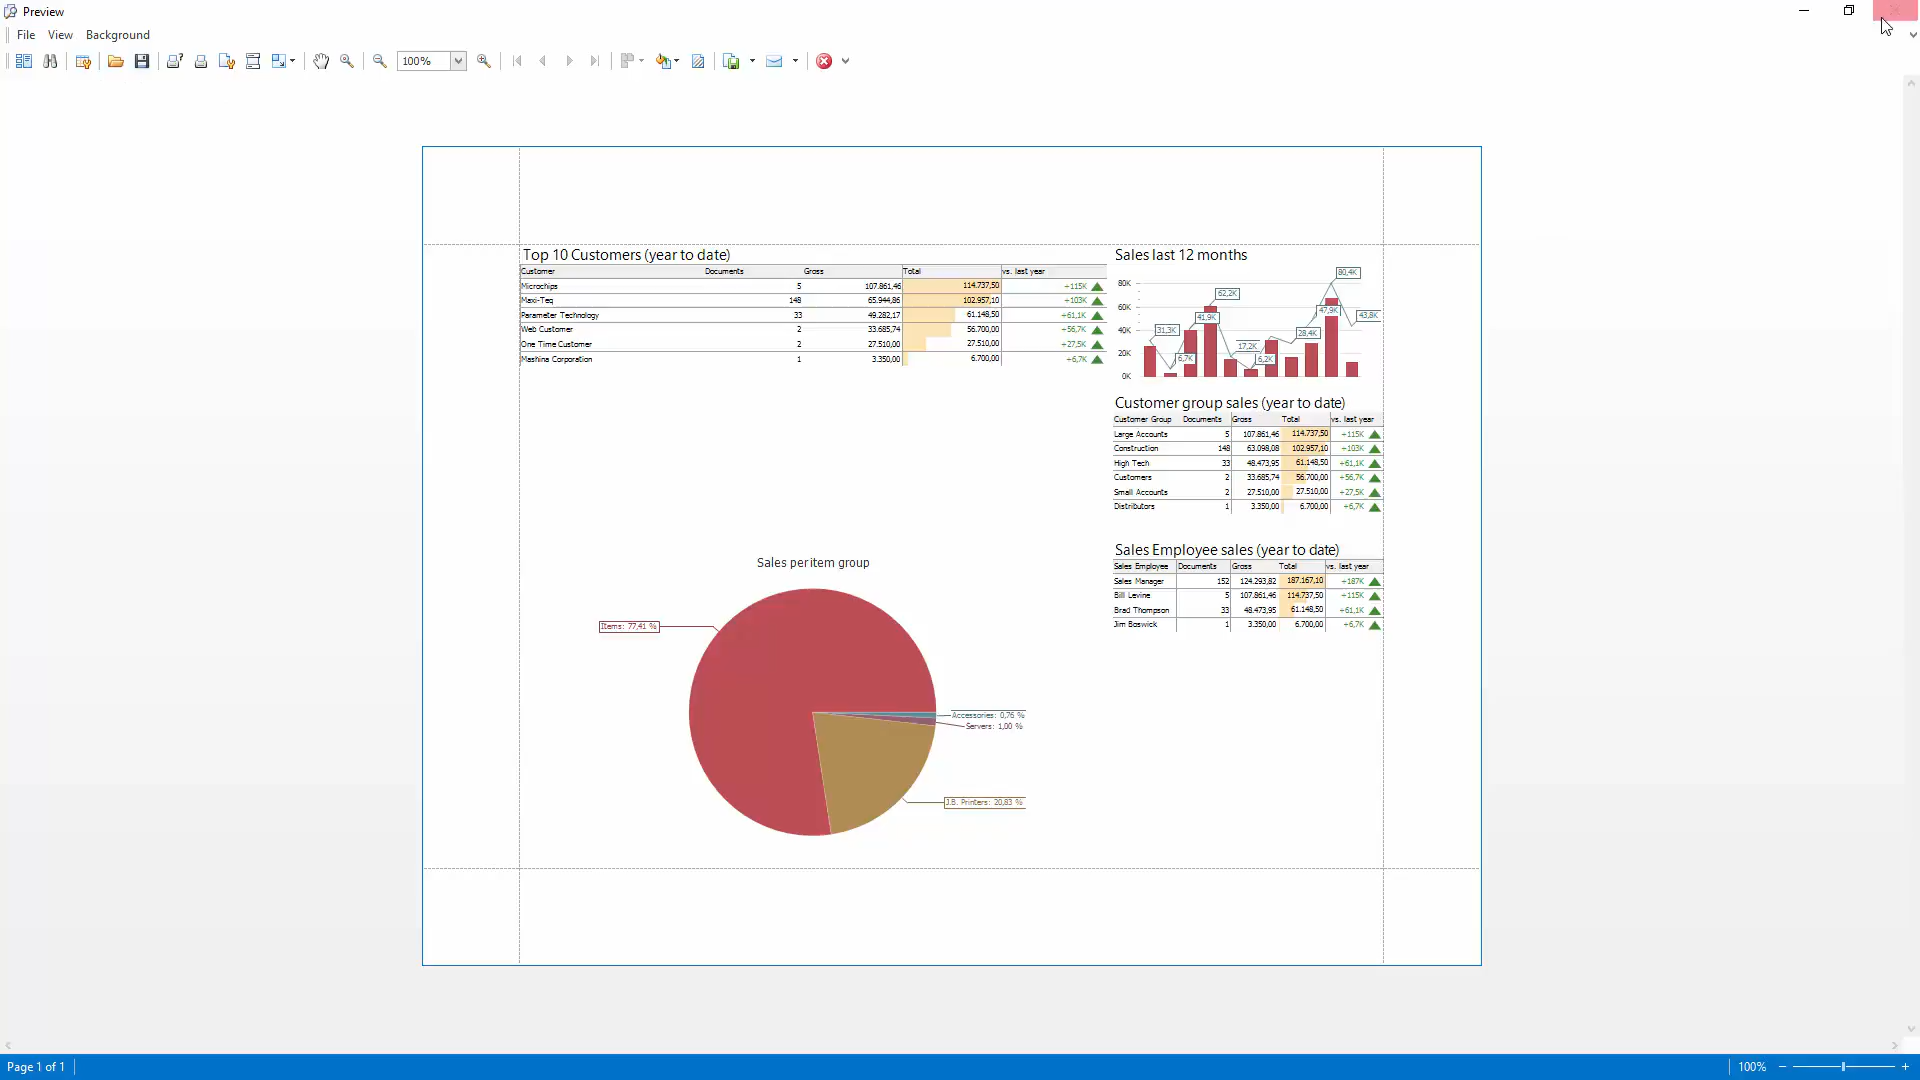 Preview
File View Background
100%
Top 10 Customers (year to date)
Customer Documents Gross Total vs. last year
Microchips 5 107.861,46 114.737,50 +115K
Maxi-Teq 148 65.944,86 102.957,10 +103K
Parameter Technology 33 49.282,17 61.148,50 +61,1K
Web Customer 2 33.685,74 56.700,00 +56,7K
One Time Customer 2 27.510,00 27.510,00 +27,5K
Mashina Corporation 1 3.350,00 6.700,00 +6,7K
Sales last 12 months
80K
60K
40K
20K
0K
31,3K
6,7K
41,9K
62,2K
17,2K
6,2K
28,4K
47,9K
80,4K
43,8K
Customer group sales (year to date)
Customer Group Documents Gross Total vs. last year
Large Accounts 5 107.861,46 114.737,50 +115K
Construction 148 63.098,08 102.957,10 +103K
High Tech 33 48.473,95 61.148,50 +61,1K
Customers 2 33.685,74 56.700,00 +56,7K
Small Accounts 2 27.510,00 27.510,00 +27,5K
Distributors 1 3.350,00 6.700,00 +6,7K
Sales Employee sales (year to date)
Sales Employee Documents Gross Total vs. last year
Sales Manager 152 124.293,82 187.167,10 +187K
Bill Levine 5 107.861,46 114.737,50 +115K
Brad Thompson 33 48.473,95 61.148,50 +61,1K
Jim Boswick 1 3.350,00 6.700,00 +6,7K
Sales per item group
Items: 77,41 %
Accessories: 0,76 %
Servers: 1,00 %
J.B. Printers: 20,83 %
Page 1 of 1
100%